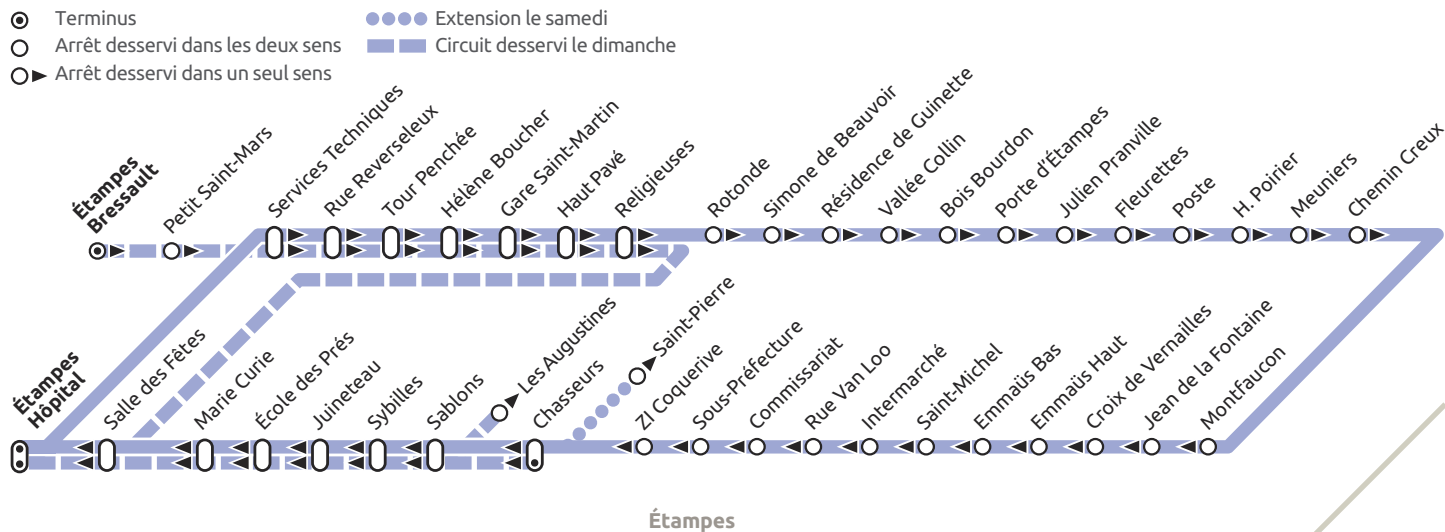 Terminus
Arrêt desservi dans les deux sens
Arrêt desservi dans un seul sens
Extension le samedi
Circuit desservi le dimanche
Étampes
Bressault
Petit Saint-Mars
Services Techniques
Rue Reverseleux
Tour Penchée
Hélène Boucher
Gare Saint-Martin
Haut Pavé
Religieuses
Rotonde
Simone de Beauvoir
Résidence de Guinette
Vallée Collin
Bois Bourdon
Porte d'Étampes
Julien Pranville
Fleurettes
Poste
H. Poirier
Meuniers
Chemin Creux
Étampes
Hôpital
Salle des Fêtes
Marie Curie
École des Prés
Juineteau
Sybilles
Sablons
Les Augustines
Chasseurs
Saint-Pierre
ZI Coquerive
Sous-Préfecture
Commissariat
Rue Van Loo
Intermarché
Saint-Michel
Emmaüs Bas
Emmaüs Haut
Croix de Vernailles
Jean de la Fontaine
Montfaucon
Étampes